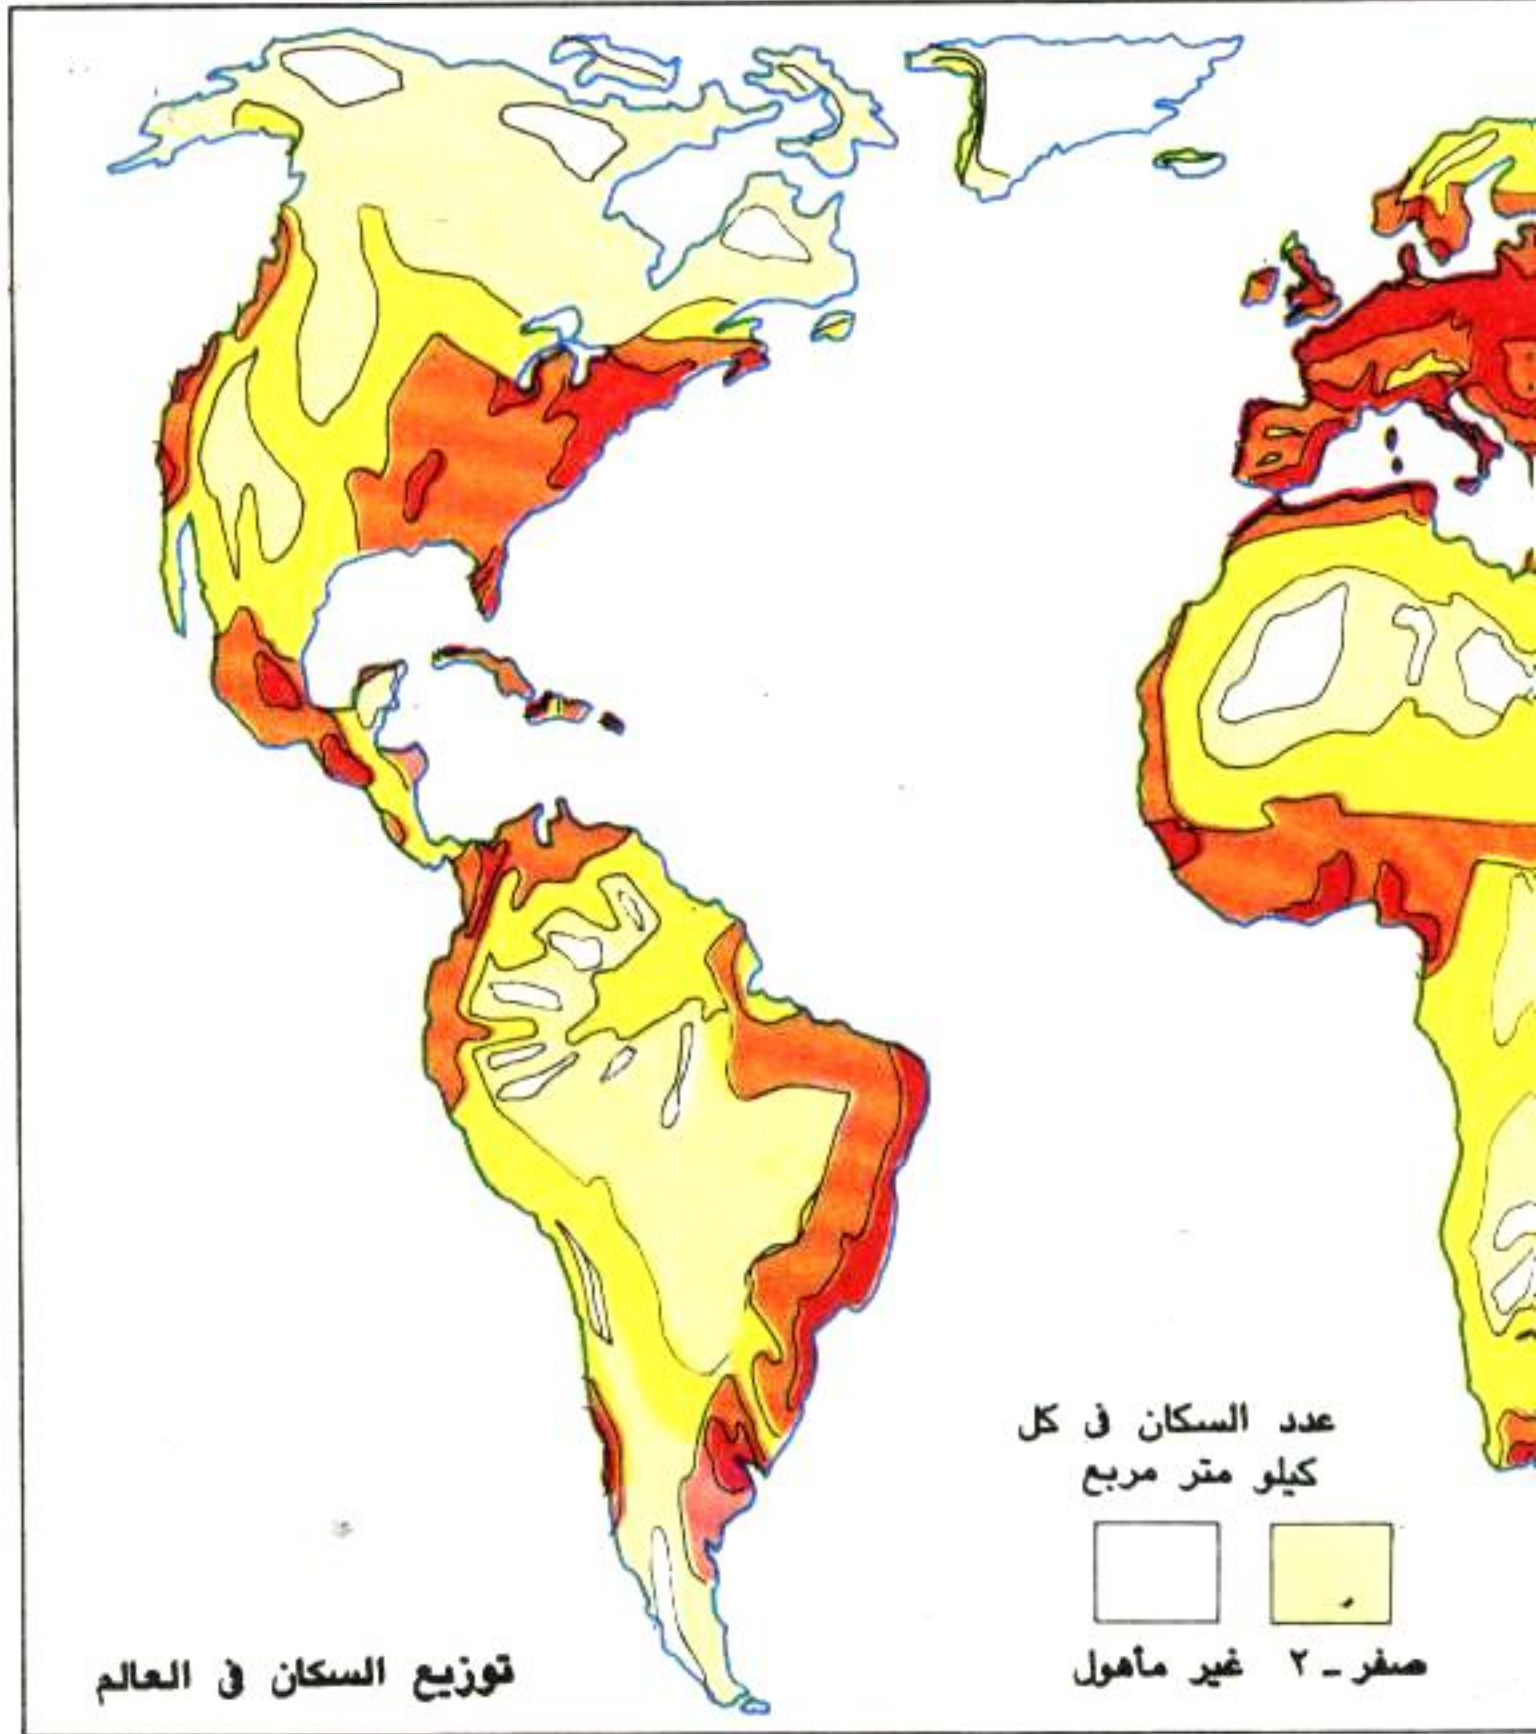 عدد السكان فى كل
كيلو متر مربع
غير مأهول صفر ـ ٢
توزيع السكان فى العالم